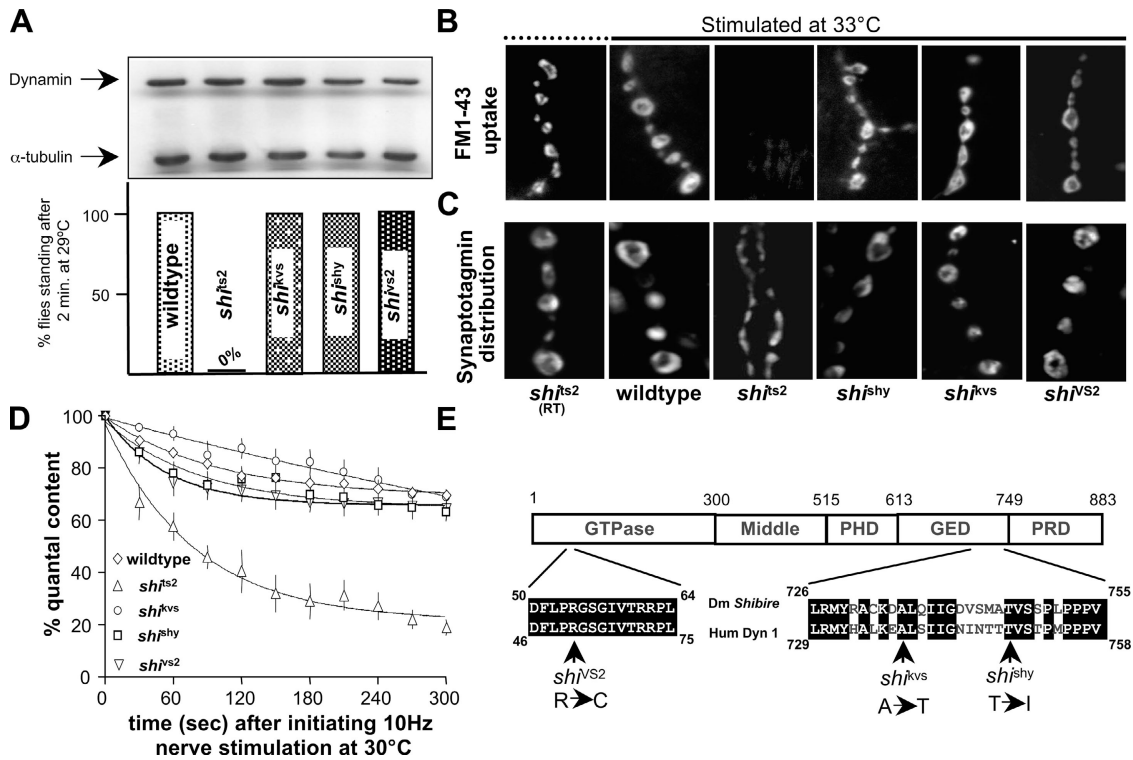 A
Dynamin
α-tubulin
% flies standing after
2 min. at 29ºC
100
50
wildtype
shits2
0%
shikvs
shishy
shivs2
B
Stimulated at 33°C
FM1-43
uptake
C
Synaptotagmin
distribution
shits2
(RT)
wildtype
shits2
shishy
shikvs
shiVS2
D
% quantal content
100
80
60
40
20
0
wildtype
shits2
shikvs
shishy
shivs2
0 60 120 180 240 300
time (sec) after initiating 10Hz
nerve stimulation at 30°C
E
1 300 515 613 749 883
GTPase Middle PHD GED PRD
50 64
DFLPRGSGIVTRRPL
DFLPRGSGIVTRRPL
46 75
shiVS2
R C
726 755
Dm Shibire LRMYRACKDALQIIGDVSMATVSSPLPPPV
Hum Dyn 1 LRMYHALKEALSIIGNINTTTVSTPMPPPV
729 758
shikvs
A T
shishy
T I